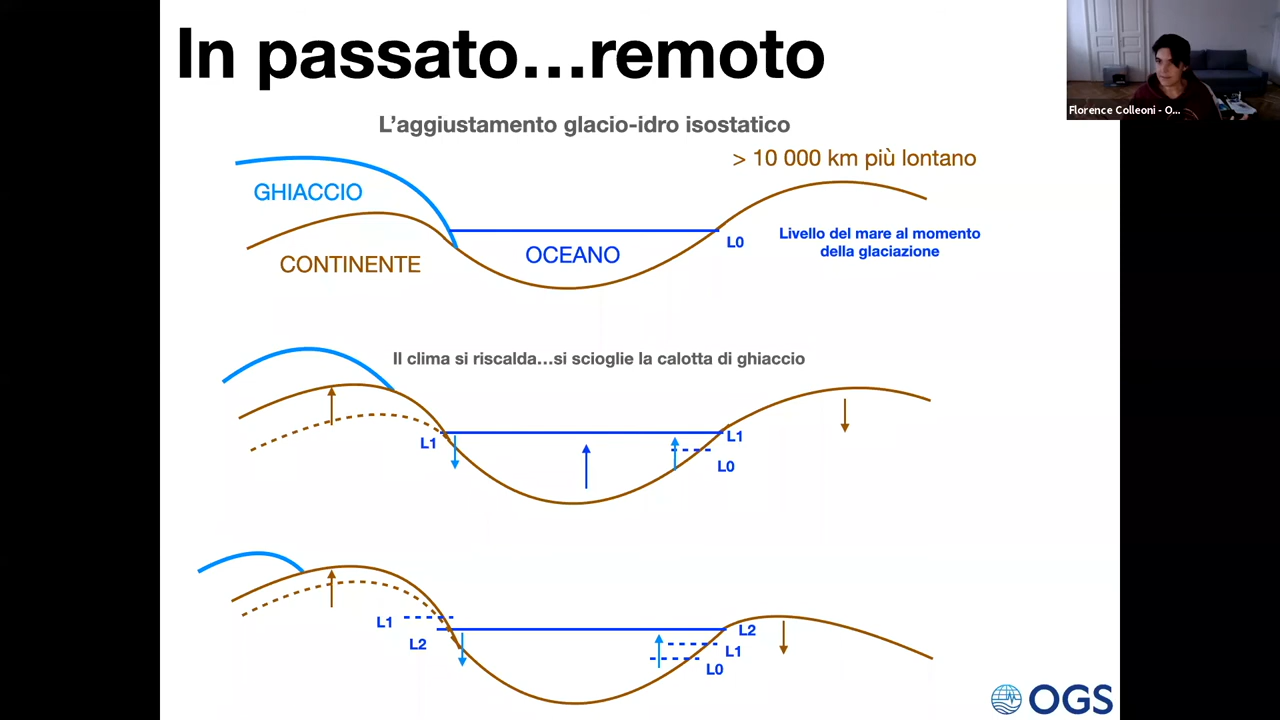 In passato...remoto
Florence Colleoni - O...
L'aggiustamento glacio-idro isostatico
> 10 000 km più lontano
GHIACCIO
CONTINENTE
OCEANO
L0
Livello del mare al momento
della glaciazione
Il clima si riscalda...si scioglie la calotta di ghiaccio
L1
L1
L0
L1
L2
L2
L1
L0
OGS